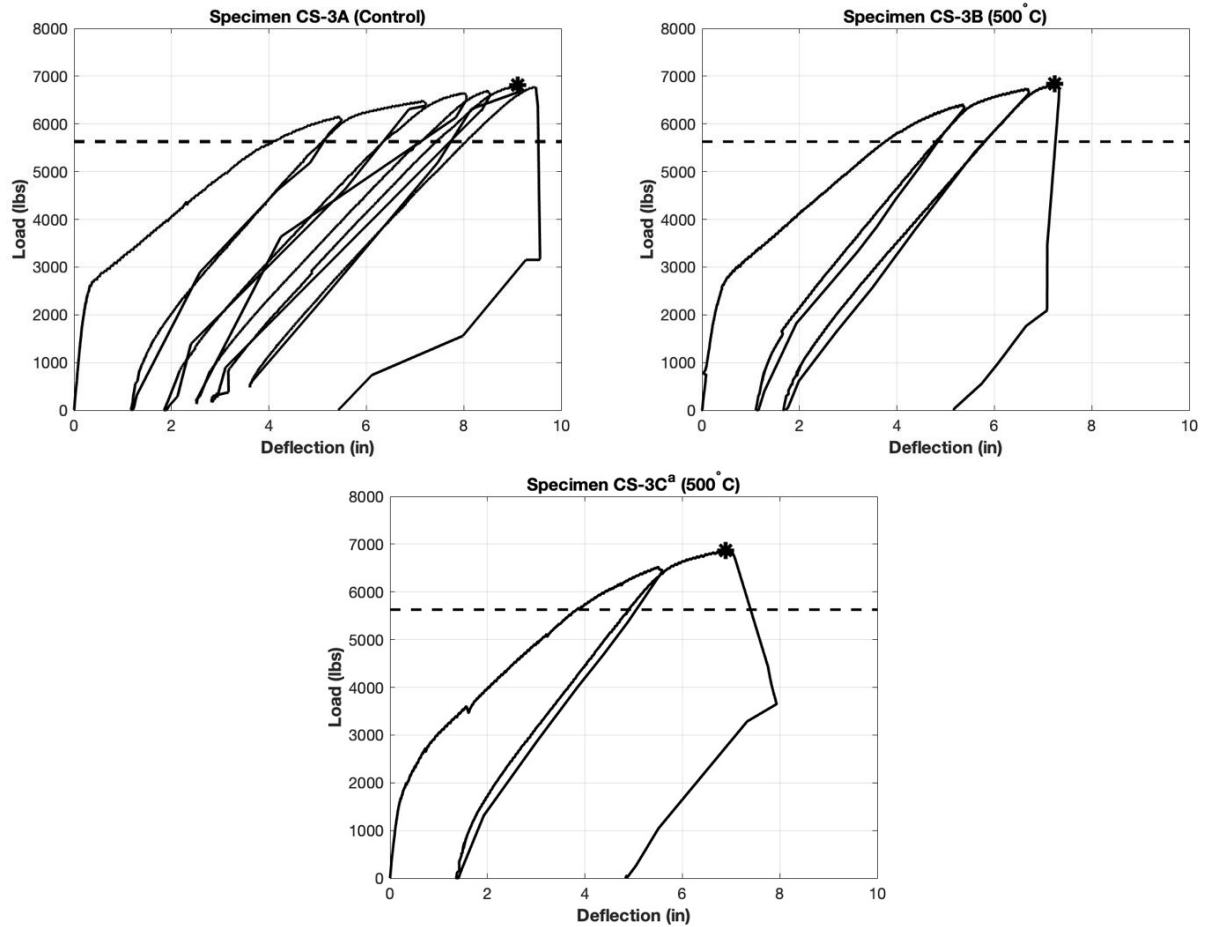 Specimen CS-3A (Control)
8000
7000
6000
5000
4000
3000
2000
1000
0
Load (lbs)
0 2 4 6 8 10
Deflection (in)
Specimen CS-3B (500°C)
8000
7000
6000
5000
4000
3000
2000
1000
0
Load (lbs)
0 2 4 6 8 10
Deflection (in)
Specimen CS-3Cª (500°C)
8000
7000
6000
5000
4000
3000
2000
1000
0
Load (lbs)
0 2 4 6 8 10
Deflection (in)